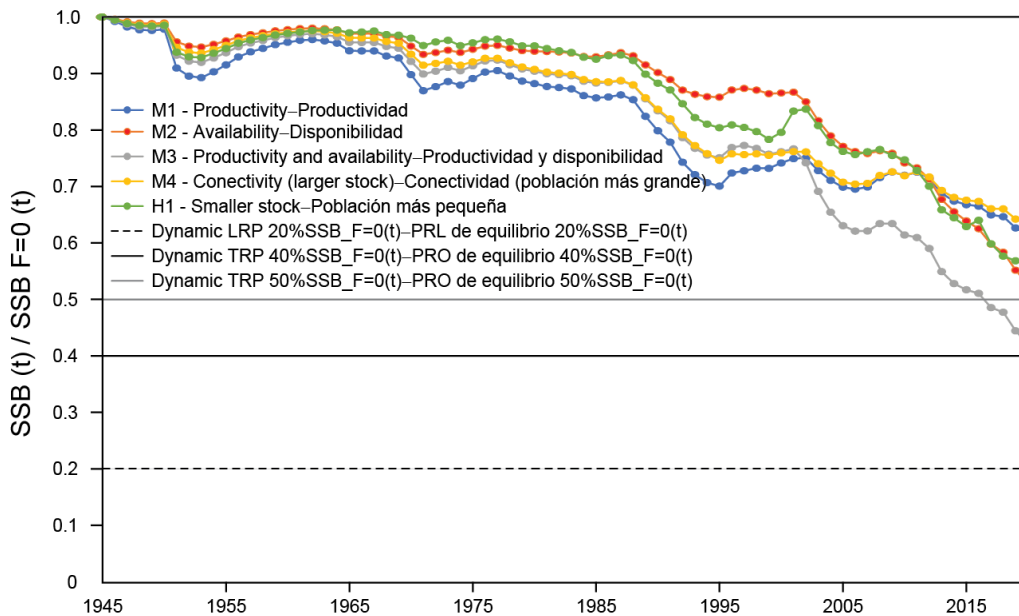 SSB (t) / SSB F=0 (t)
1.0
0.9
0.8
0.7
0.6
0.5
0.4
0.3
0.2
0.1
0
M1 - Productivity–Productividad
M2 - Availability–Disponibilidad
M3 - Productivity and availability–Productividad y disponibilidad
M4 - Conectivity (larger stock)–Conectividad (población más grande)
H1 - Smaller stock–Población más pequeña
Dynamic LRP 20%SSB_F=0(t)–PRL de equilibrio 20%SSB_F=0(t)
Dynamic TRP 40%SSB_F=0(t)–PRO de equilibrio 40%SSB_F=0(t)
Dynamic TRP 50%SSB_F=0(t)–PRO de equilibrio 50%SSB_F=0(t)
1945 1955 1965 1975 1985 1995 2005 2015